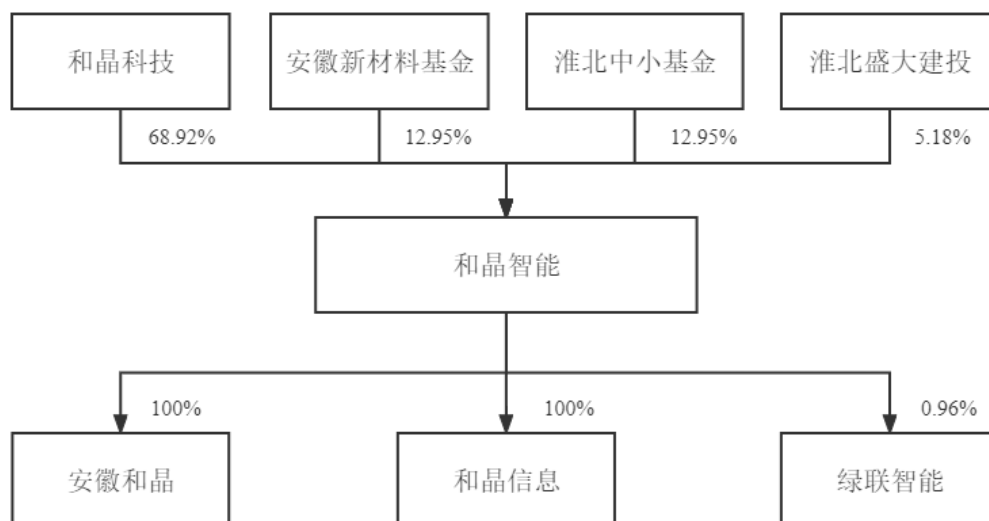 和晶科技
安徽新材料基金
淮北中小基金
淮北盛大建投
68.92%
12.95%
12.95%
5.18%
和晶智能
100%
100%
0.96%
安徽和晶
和晶信息
绿联智能